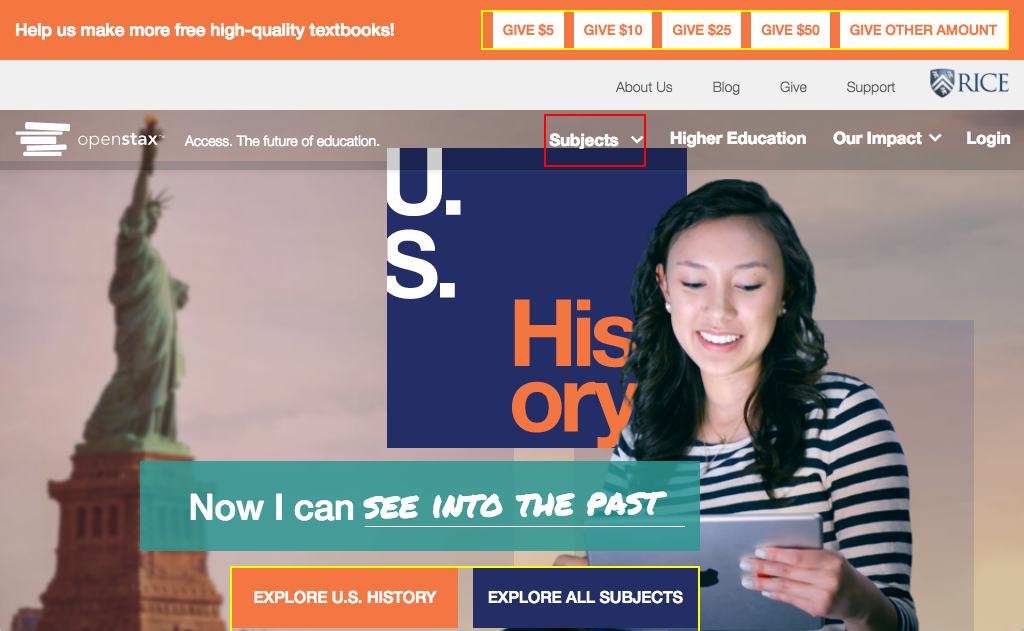 Help us make more free high-quality textbooks!
GIVE $5 GIVE $10 GIVE $25 GIVE $50 GIVE OTHER AMOUNT
About Us Blog Give Support RICE
openstax™ Access. The future of education. Subjects Higher Education Our Impact Login
U.
S.
His
ory
Now I can see into the past
EXPLORE U.S. HISTORY EXPLORE ALL SUBJECTS